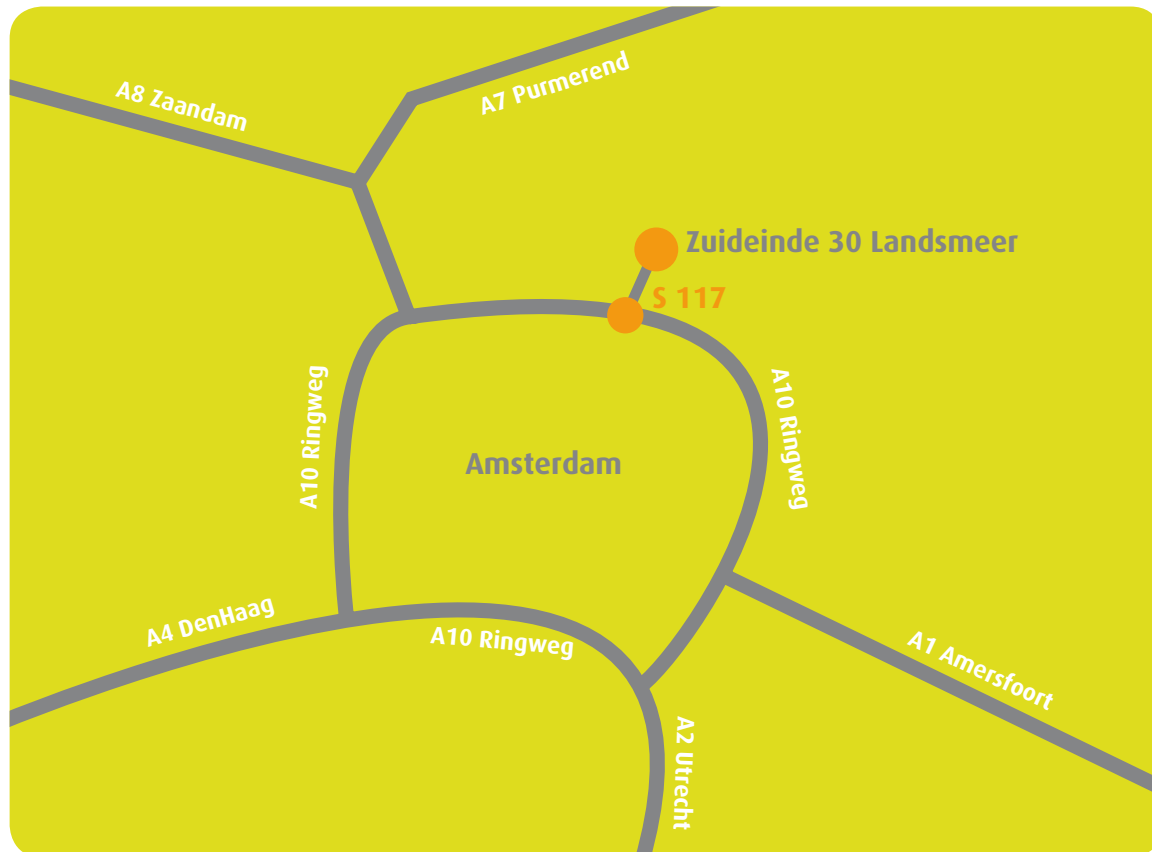 A7 Purmerend
A8 Zaandam
Zuideinde 30 Landsmeer
S 117
A10 Ringweg
A10 Ringweg
Amsterdam
A4 DenHaag
A10 Ringweg
A1 Amersfoort
A2 Utrecht